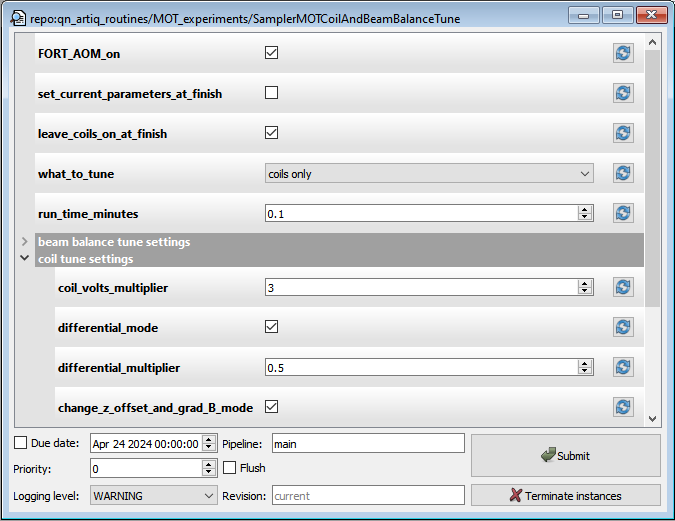 repo:qn_artiq_routines/MOT_experiments/SamplerMOTCoilAndBeamBalanceTune
FORT_AOM_on
set_current_parameters_at_finish
leave_coils_on_at_finish
what_to_tune coils only
run_time_minutes 0.1
beam balance tune settings
coil tune settings
coil_volts_multiplier 3
differential_mode
differential_multiplier 0.5
change_z_offset_and_grad_B_mode
Due date: Apr 24 2024 00:00:00 Pipeline: main
Priority: 0 Flush
Submit
Logging level: WARNING Revision: current
Terminate instances